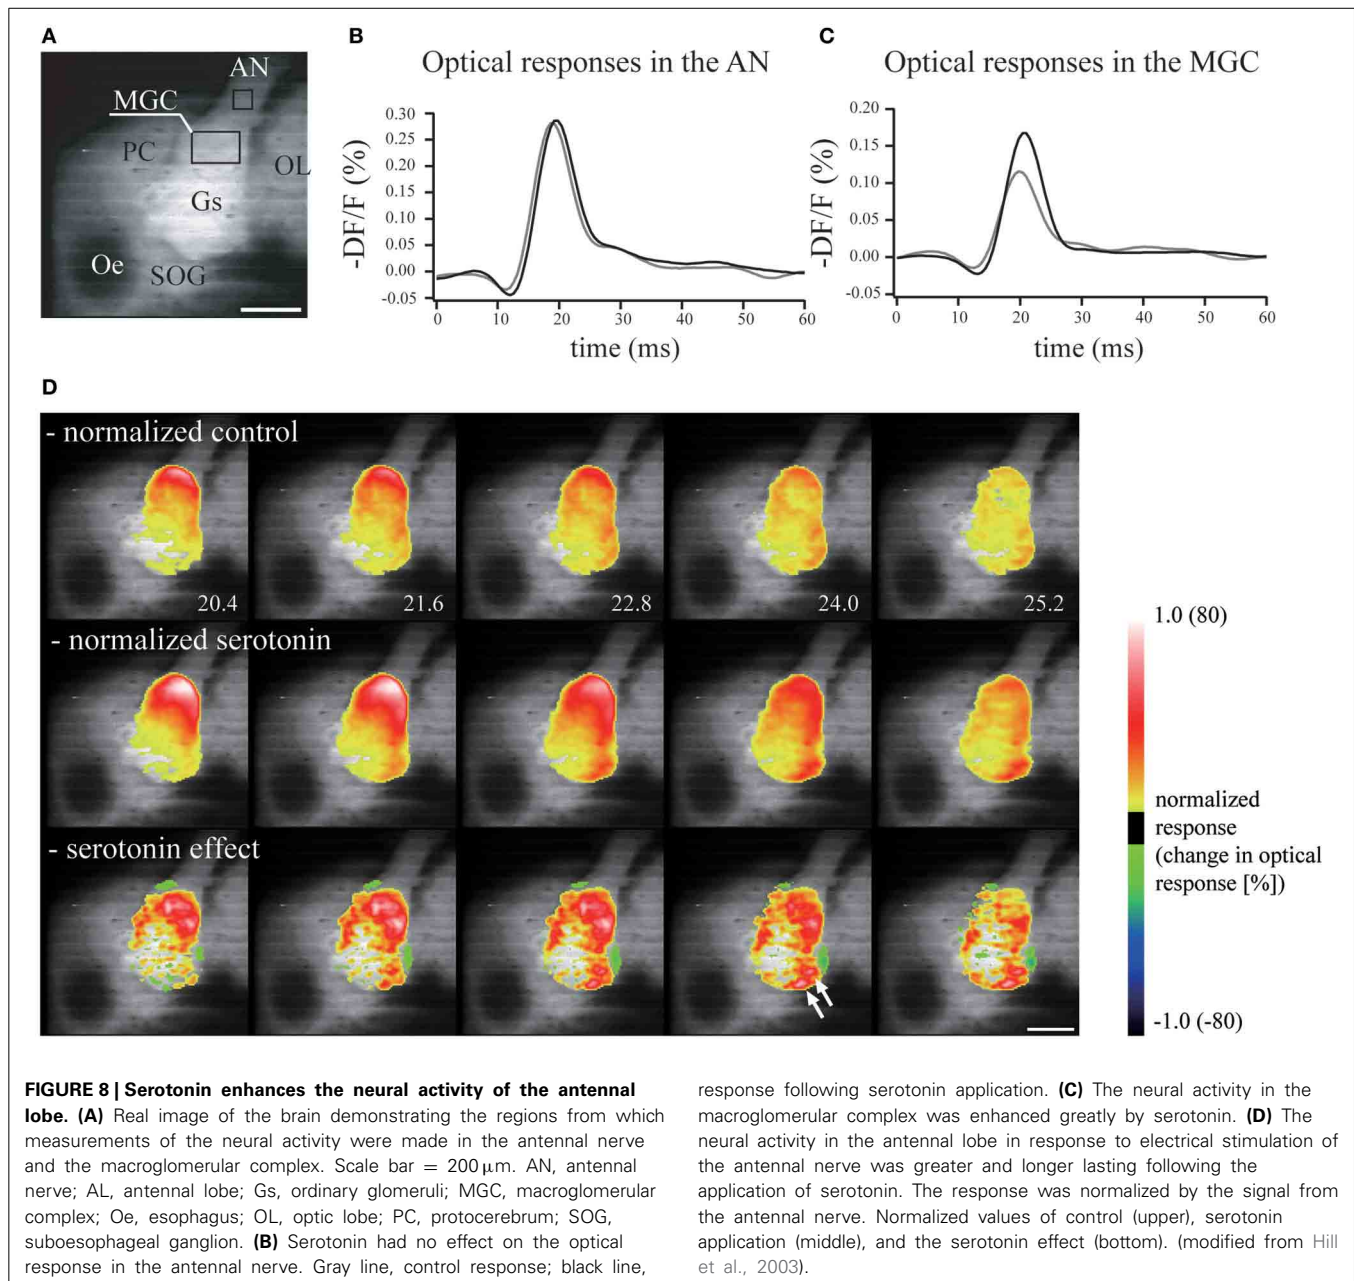 A
AN
MGC
PC
OL
Gs
Oe
SOG
B
Optical responses in the AN
-DF/F (%)
0.30
0.25
0.20
0.15
0.10
0.05
0.00
-0.05
0 10 20 30 40 50 60
time (ms)
C
Optical responses in the MGC
-DF/F (%)
0.20
0.15
0.10
0.05
0.00
-0.05
0 10 20 30 40 50 60
time (ms)
D
- normalized control
20.4 21.6 22.8 24.0 25.2
- normalized serotonin
- serotonin effect
1.0 (80)
normalized
response
(change in optical
response [%])
-1.0 (-80)
FIGURE 8 | Serotonin enhances the neural activity of the antennal
lobe. (A) Real image of the brain demonstrating the regions from which
measurements of the neural activity were made in the antennal nerve
and the macroglomerular complex. Scale bar = 200 μm. AN, antennal
nerve; AL, antennal lobe; Gs, ordinary glomeruli; MGC, macroglomerular
complex; Oe, esophagus; OL, optic lobe; PC, protocerebrum; SOG,
suboesophageal ganglion. (B) Serotonin had no effect on the optical
response in the antennal nerve. Gray line, control response; black line,
response following serotonin application. (C) The neural activity in the
macroglomerular complex was enhanced greatly by serotonin. (D) The
neural activity in the antennal lobe in response to electrical stimulation of
the antennal nerve was greater and longer lasting following the
application of serotonin. The response was normalized by the signal from
the antennal nerve. Normalized values of control (upper), serotonin
application (middle), and the serotonin effect (bottom). (modified from Hill
et al., 2003).